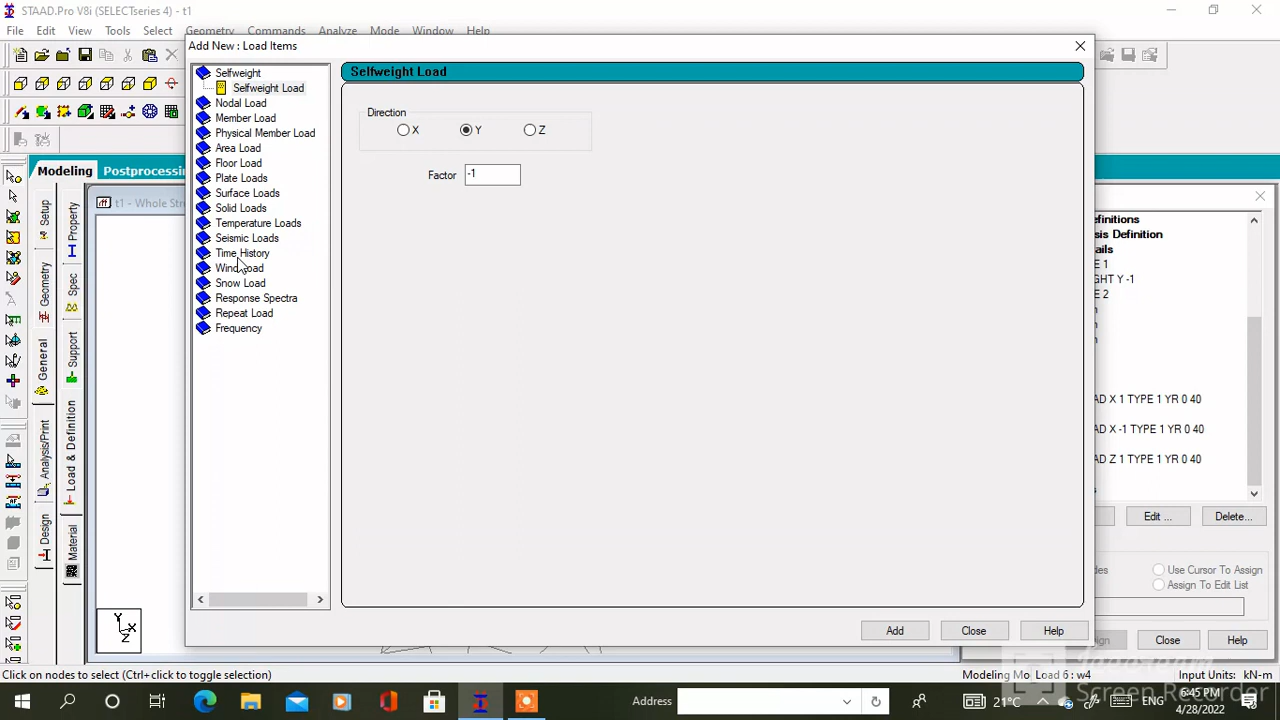 STAAD.Pro V8i (SELECTseries 4) - t1
File Edit View Tools Select Geometry Commands Analyze Mode Window Help
Add New : Load Items
Selfweight
Selfweight Load
Nodal Load
Member Load
Physical Member Load
Area Load
Floor Load
Plate Loads
Surface Loads
Solid Loads
Temperature Loads
Seismic Loads
Time History
Wind Load
Snow Load
Response Spectra
Repeat Load
Frequency
Selfweight Load
Direction
X Y Z
Factor -1
Add Close Help
Modeling Postprocessing
t1 - Whole Str
Setup
Geometry
General
Analysis/Print
Design
Property
Spec
Support
Load & Definition
Material
efinitions
sis Definition
ails
E 1
GHT Y -1
E 2
n
n
n
AD X 1 TYPE 1 YR 0 40
AD X -1 TYPE 1 YR 0 40
AD Z 1 TYPE 1 YR 0 40
Edit ... Delete...
des Use Cursor To Assign
Assign To Edit List
gn Close Help
Y
X
Z
Click on nodes to select (Ctrl+click to toggle selection)
Modeling Mo Load 6 : w4 Input Units: kN-m
Screen Recorder
Address
21°C
ENG
6:45 PM
4/28/2022